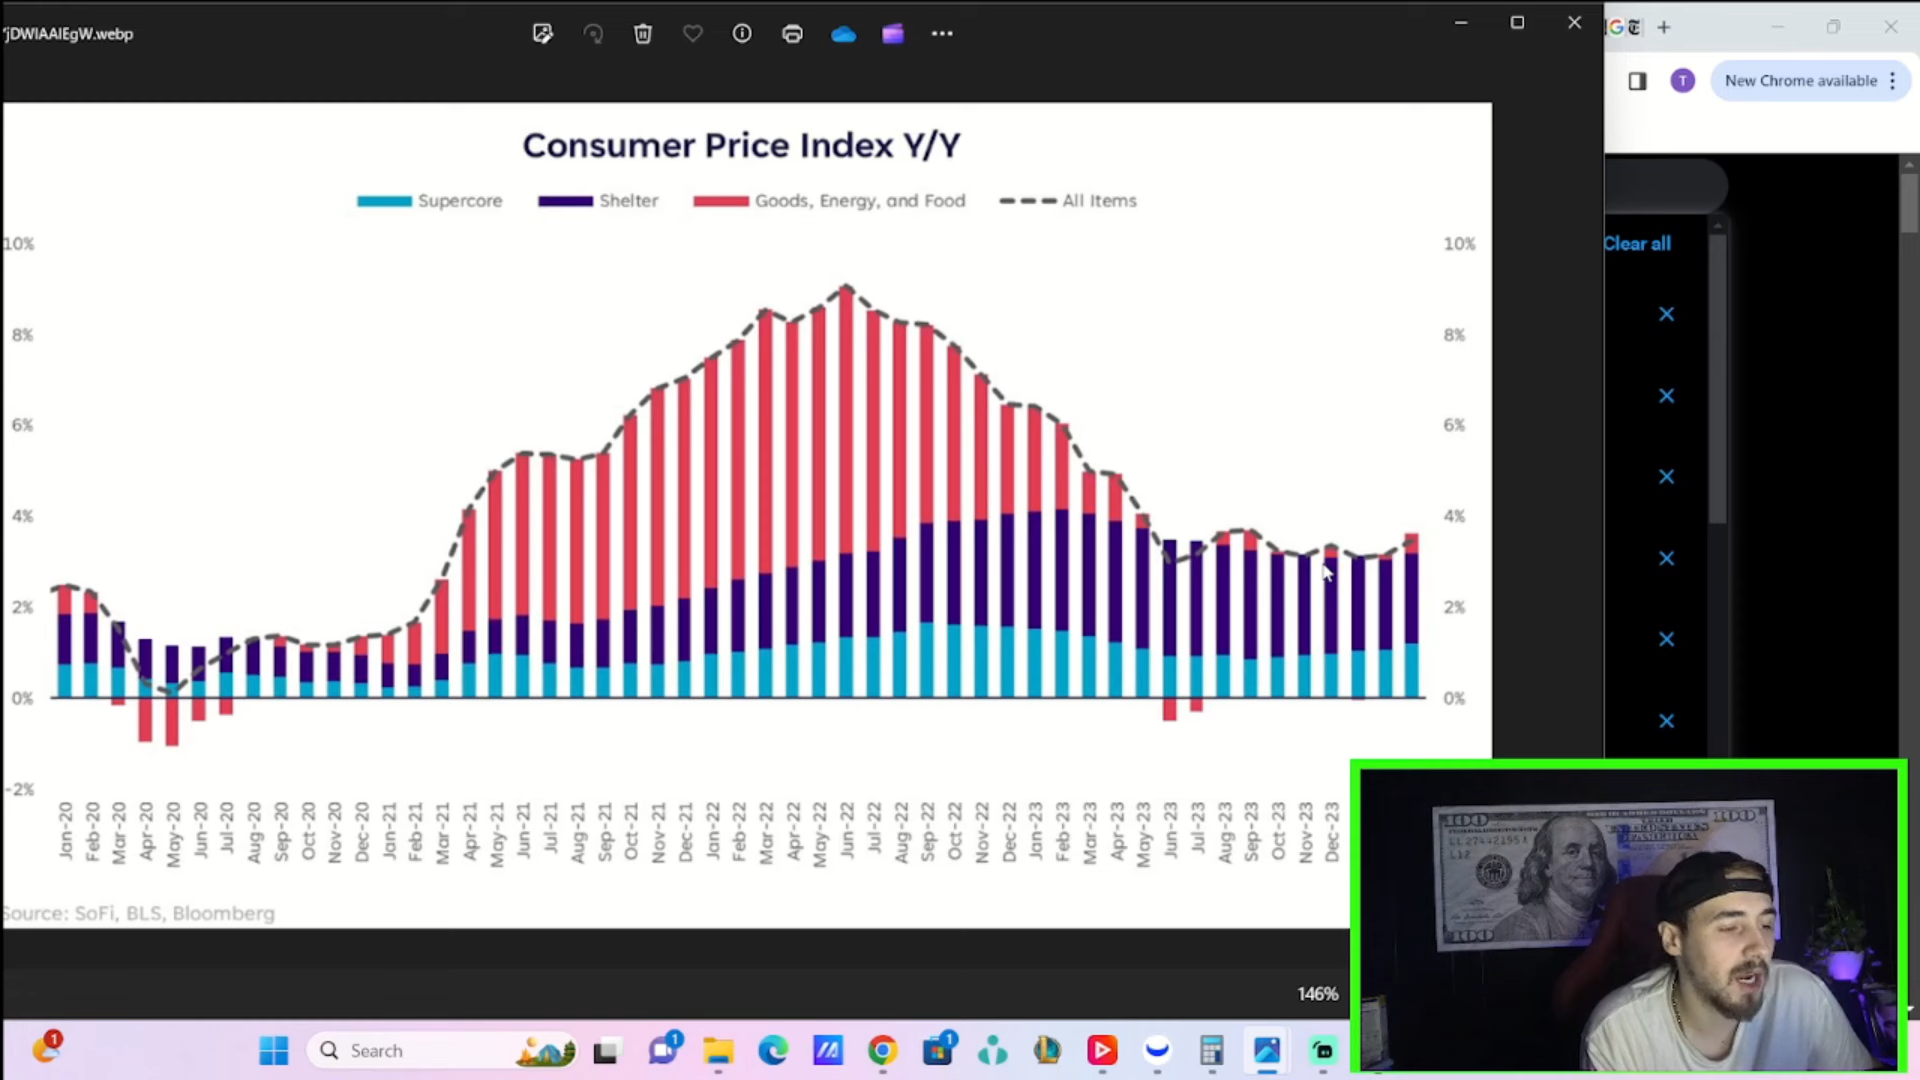 'jDWIAAIEgW.webp
New Chrome available
T
Consumer Price Index Y/Y
Supercore Shelter Goods, Energy, and Food All Items
Clear all
10% 10%
8% 8%
6% 6%
4% 4%
2% 2%
0% 0%
-2%
Jan-20 Feb-20 Mar-20 Apr-20 May-20 Jun-20 Jul-20 Aug-20 Sep-20 Oct-20 Nov-20 Dec-20 Jan-21 Feb-21 Mar-21 Apr-21 May-21 Jun-21 Jul-21 Aug-21 Sep-21 Oct-21 Nov-21 Dec-21 Jan-22 Feb-22 Mar-22 Apr-22 May-22 Jun-22 Jul-22 Aug-22 Sep-22 Oct-22 Nov-22 Dec-22 Jan-23 Feb-23 Mar-23 Apr-23 May-23 Jun-23 Jul-23 Aug-23 Sep-23 Oct-23 Nov-23 Dec-23
Source: SoFi, BLS, Bloomberg
146%
100 100
100
1 Search 1 1